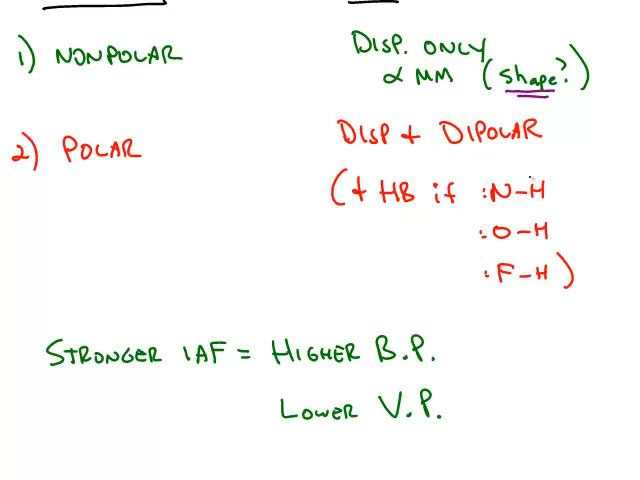 1) NONPOLAR DISP. ONLY
∝ MM (shape?)
2) POLAR DISP + DIPOLAR
(+ HB if :N-H
:O-H
:F-H)
STRONGER IAF = HIGHER B.P.
LOWER V.P.